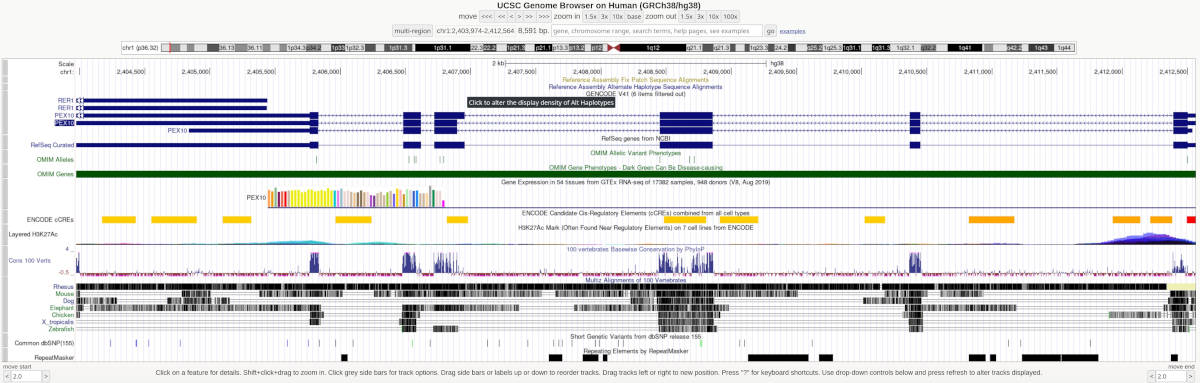 UCSC Genome Browser on Human (GRCh38/hg38)
move <<< << < > >> >>> zoom in 1.5x 3x 10x base zoom out 1.5x 3x 10x 100x
multi-region chr1:2,403,974-2,412,564 8,591 bp. gene, chromosome range, search terms, help pages, see examples go examples
chr1 (p36.32) 36.13 36.11 1p34.3 p34.2 1p33 p32.3 1p31.3 1p31.1 p22.2 21.3 1p21.1 p13.3 p13.2 p12 1q12 q21.1 q23.3 q24.1 q24.2 q25.2 1q25.3 1q31.1 1q31.3 1q32.1 q32.2 1q41 q42.12 1q43 1q44
Scale 2 kb hg38
chr1: 2,404,500 2,405,000 2,405,500 2,406,000 2,406,500 2,407,000 2,407,500 2,408,000 2,408,500 2,409,000 2,409,500 2,410,000 2,410,500 2,411,000 2,411,500 2,412,000 2,412,500
Reference Assembly Fix Patch Sequence Alignments
Reference Assembly Alternate Haplotype Sequence Alignments
GENCODE V41 (6 items filtered out)
RER1
Click to alter the display density of Alt Haplotypes
RER1
PEX10
PEX10
PEX10
RefSeq genes from NCBI
RefSeq Curated
OMIM Allelic Variant Phenotypes
OMIM Alleles
OMIM Gene Phenotypes - Dark Green Can Be Disease-causing
OMIM Genes
Gene Expression in 54 tissues from GTEx RNA-seq of 17382 samples, 948 donors (V8, Aug 2019)
PEX10
ENCODE Candidate Cis-Regulatory Elements (cCREs) combined from all cell types
ENCODE cCREs
H3K27Ac Mark (Often Found Near Regulatory Elements) on 7 cell lines from ENCODE
Layered H3K27Ac
100 vertebrates Basewise Conservation by PhyloP
4
Cons 100 Verts
-0.5
Multiz Alignments of 100 Vertebrates
Rhesus
Mouse
Dog
Elephant
Chicken
X_tropicalis
Zebrafish
Short Genetic Variants from dbSNP release 155
Common dbSNP(155)
Repeating Elements by RepeatMasker
RepeatMasker
move start move end
Click on a feature for details. Shift+click+drag to zoom in. Click grey side bars for track options. Drag side bars or labels up or down to reorder tracks. Drag tracks left or right to new position. Press "?" for keyboard shortcuts. Use drop-down controls below and press refresh to alter tracks displayed.
< 2.0 > < 2.0 >